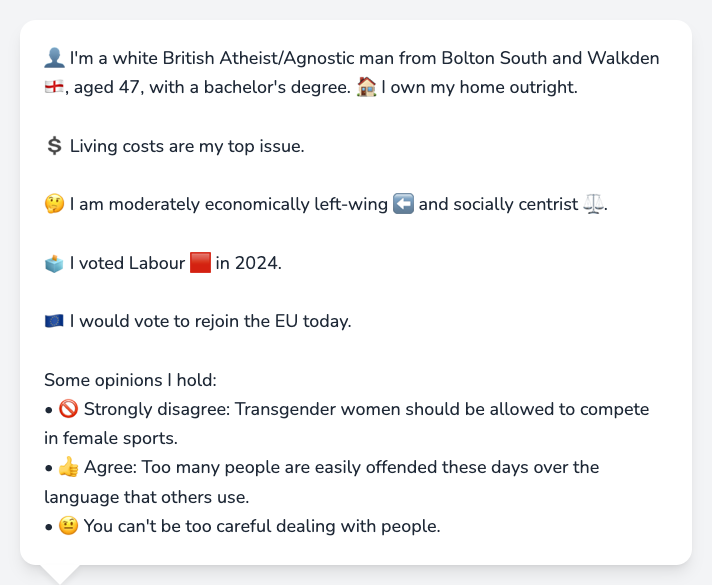 👤 I'm a white British Atheist/Agnostic man from Bolton South and Walkden
🏴󠁧󠁢󠁥󠁮󠁧󠁿, aged 47, with a bachelor's degree. 🏠 I own my home outright.
💲 Living costs are my top issue.
🤔 I am moderately economically left-wing ⬅️ and socially centrist ⚖️.
🗳️ I voted Labour 🟥 in 2024.
🇪🇺 I would vote to rejoin the EU today.
Some opinions I hold:
• 🚫 Strongly disagree: Transgender women should be allowed to compete
in female sports.
• 👍 Agree: Too many people are easily offended these days over the
language that others use.
• 🤨 You can't be too careful dealing with people.